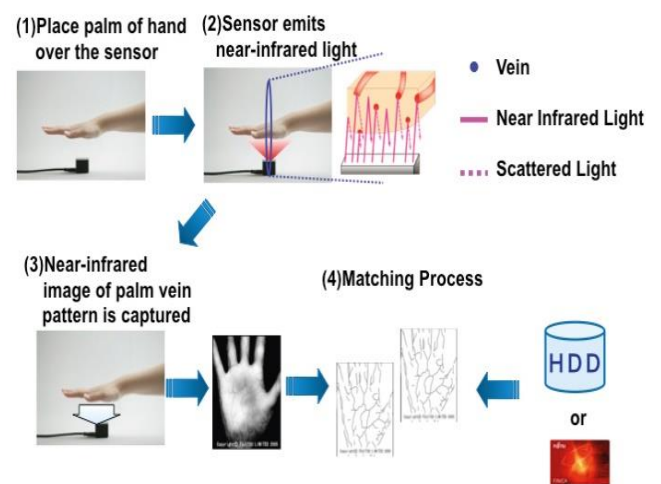 (1)Place palm of hand
over the sensor
(2)Sensor emits
near-infrared light
Vein
Near Infrared Light
Scattered Light
(3)Near-infrared
image of palm vein
pattern is captured
(4)Matching Process
HDD
or